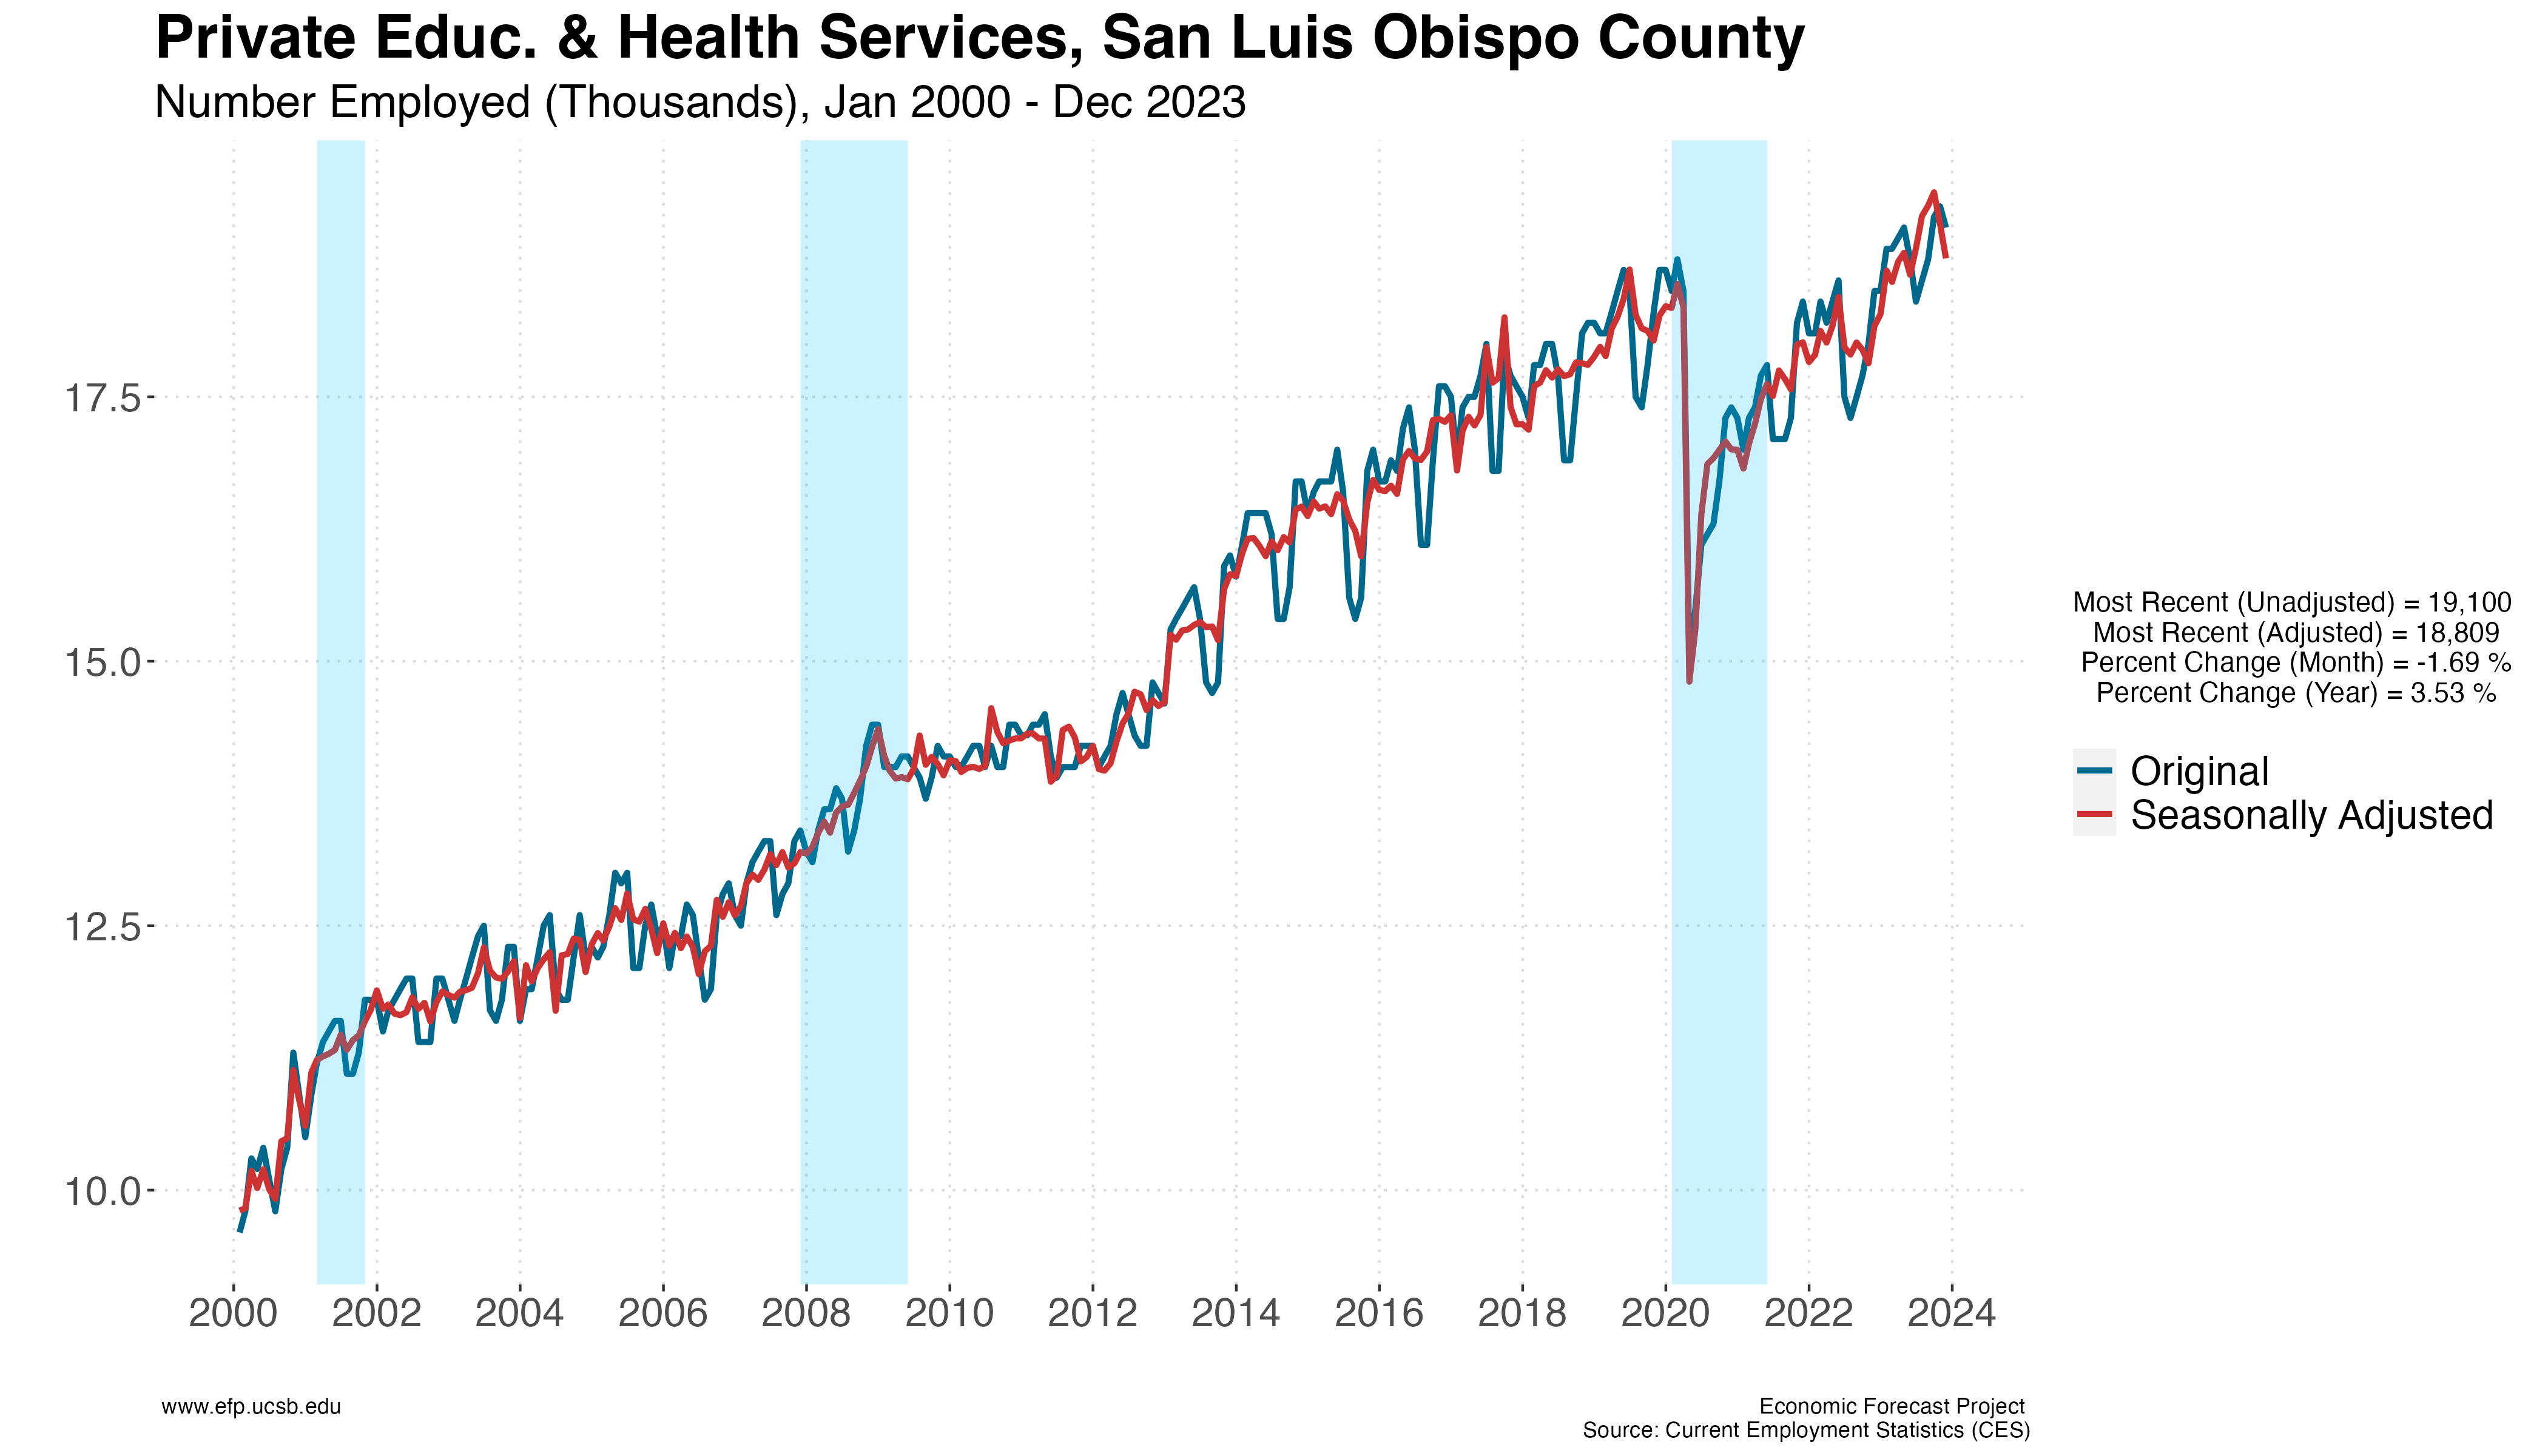 Private Educ. & Health Services, San Luis Obispo County
Number Employed (Thousands), Jan 2000 - Dec 2023
17.5
15.0
12.5
10.0
2000 2002 2004 2006 2008 2010 2012 2014 2016 2018 2020 2022 2024
Most Recent (Unadjusted) = 19,100
Most Recent (Adjusted) = 18,809
Percent Change (Month) = -1.69 %
Percent Change (Year) = 3.53 %
Original
Seasonally Adjusted
www.efp.ucsb.edu
Economic Forecast Project
Source: Current Employment Statistics (CES)